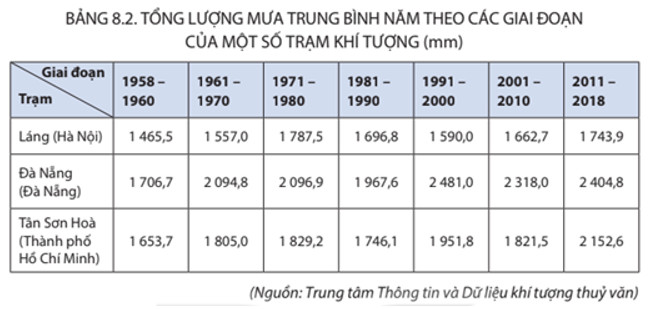 BẢNG 8.2. TỔNG LƯỢNG MƯA TRUNG BÌNH NĂM THEO CÁC GIAI ĐOẠN
CỦA MỘT SỐ TRẠM KHÍ TƯỢNG (mm)
Giai đoạn
Trạm
1958 –
1960
1961 –
1970
1971 –
1980
1981 –
1990
1991 –
2000
2001 –
2010
2011 –
2018
Láng (Hà Nội) 1 465,5 1 557,0 1 787,5 1 696,8 1 590,0 1 662,7 1 743,9
Đà Nẵng
(Đà Nẵng)
1 706,7 2 094,8 2 096,9 1 967,6 2 481,0 2 318,0 2 404,8
Tân Sơn Hoà
(Thành phố
Hồ Chí Minh)
1 653,7 1 805,0 1 829,2 1 746,1 1 951,8 1 821,5 2 152,6
(Nguồn: Trung tâm Thông tin và Dữ liệu khí tượng thuỷ văn)